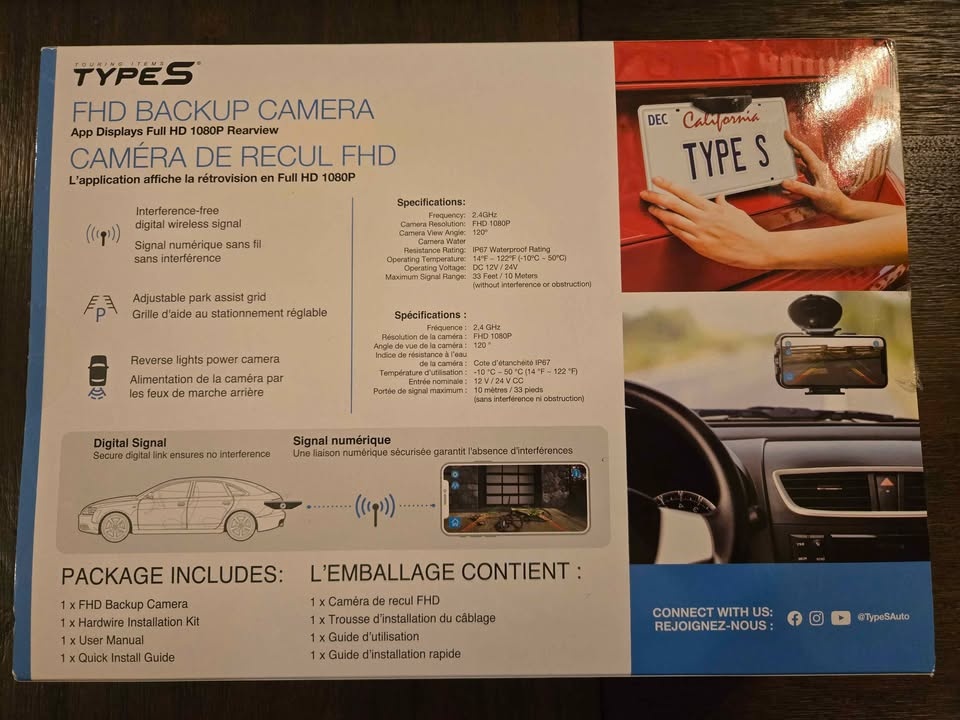 TOURING ITEMS
TYPE S®
FHD BACKUP CAMERA
App Displays Full HD 1080P Rearview
CAMÉRA DE RECUL FHD
L'application affiche la rétrovision en Full HD 1080P
Interference-free
digital wireless signal
Signal numérique sans fil
sans interférence
Adjustable park assist grid
Grille d'aide au stationnement réglable
P
Reverse lights power camera
Alimentation de la caméra par
les feux de marche arrière
Specifications:
Frequency: 2.4GHz
Camera Resolution: FHD 1080P
Camera View Angle: 120°
Camera Water
Resistance Rating: IP67 Waterproof Rating
Operating Temperature: 14°F ~ 122°F (-10°C ~ 50°C)
Operating Voltage: DC 12V / 24V
Maximum Signal Range: 33 Feet / 10 Meters
(without interference or obstruction)
Spécifications :
Fréquence : 2,4 GHz
Résolution de la caméra : FHD 1080P
Angle de vue de la caméra : 120 °
Indice de résistance à l'eau
de la caméra : Cote d'étanchéité IP67
Température d'utilisation : -10 °C ~ 50 °C (14 °F ~ 122 °F)
Entrée nominale : 12 V / 24 V CC
Portée de signal maximum : 10 mètres / 33 pieds
(sans interférence ni obstruction)
Digital Signal
Secure digital link ensures no interference
Signal numérique
Une liaison numérique sécurisée garantit l'absence d'interférences
PACKAGE INCLUDES:
1 x FHD Backup Camera
1 x Hardwire Installation Kit
1 x User Manual
1 x Quick Install Guide
L'EMBALLAGE CONTIENT :
1 x Caméra de recul FHD
1 x Trousse d'installation du câblage
1 x Guide d'utilisation
1 x Guide d'installation rapide
DEC California
TYPE S
CONNECT WITH US:
REJOIGNEZ-NOUS :
@TypeSAuto